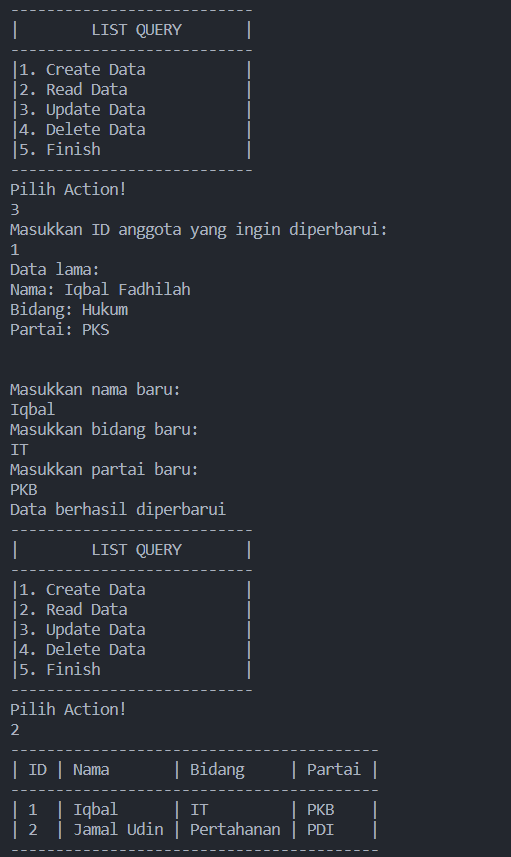 ---------------------------
|        LIST QUERY       |
---------------------------
|1. Create Data           |
|2. Read Data             |
|3. Update Data           |
|4. Delete Data           |
|5. Finish                |
---------------------------
Pilih Action!
3
Masukkan ID anggota yang ingin diperbarui:
1
Data lama:
Nama: Iqbal Fadhilah
Bidang: Hukum
Partai: PKS
Masukkan nama baru:
Iqbal
Masukkan bidang baru:
IT
Masukkan partai baru:
PKB
Data berhasil diperbarui
---------------------------
|        LIST QUERY       |
---------------------------
|1. Create Data           |
|2. Read Data             |
|3. Update Data           |
|4. Delete Data           |
|5. Finish                |
---------------------------
Pilih Action!
2
-----------------------------------------
| ID | Nama       | Bidang     | Partai |
-----------------------------------------
| 1  | Iqbal      | IT         | PKB    |
| 2  | Jamal Udin | Pertahanan | PDI    |
-----------------------------------------